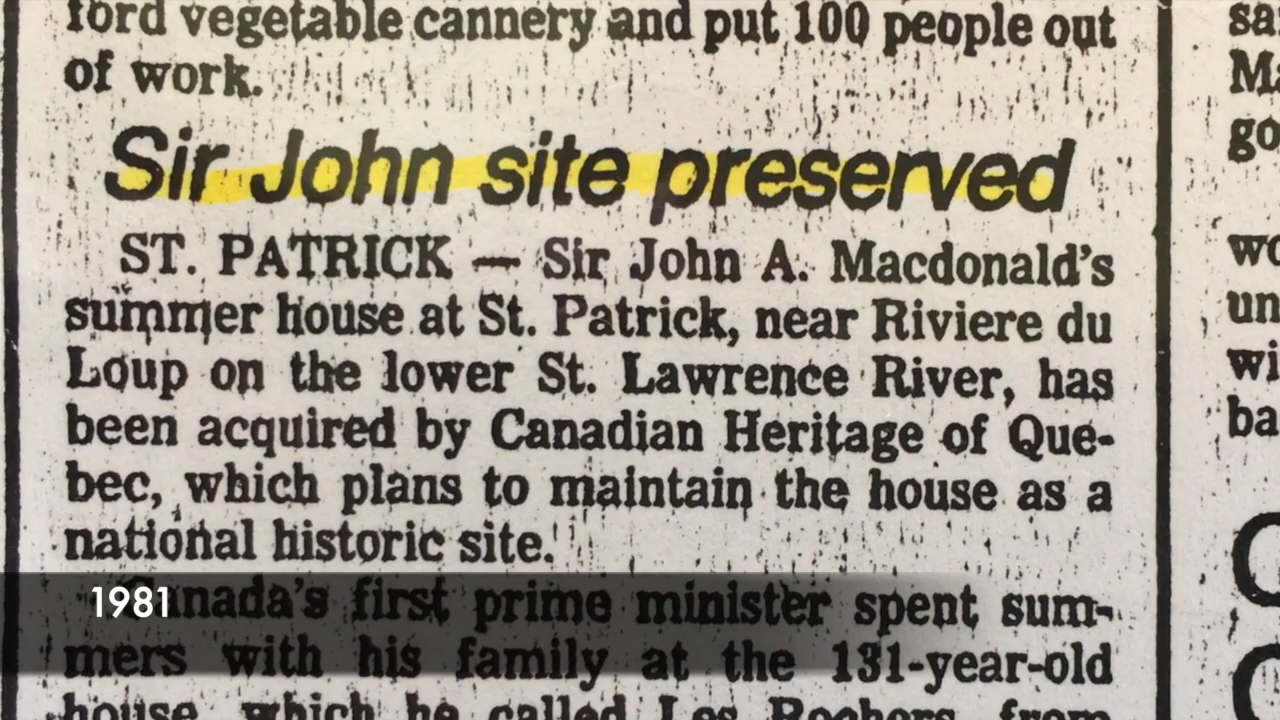 ford vegetable cannery and put 100 people out
of work.
Sir John site preserved
ST. PATRICK — Sir John A. Macdonald's
summer house at St. Patrick, near Riviere du
Loup on the lower St. Lawrence River, has
been acquired by Canadian Heritage of Que-
bec, which plans to maintain the house as a
national historic site.
Canada's first prime minister spent sum-
mers with his family at the 131-year-old
house, which he called Les Rochers, from
1981